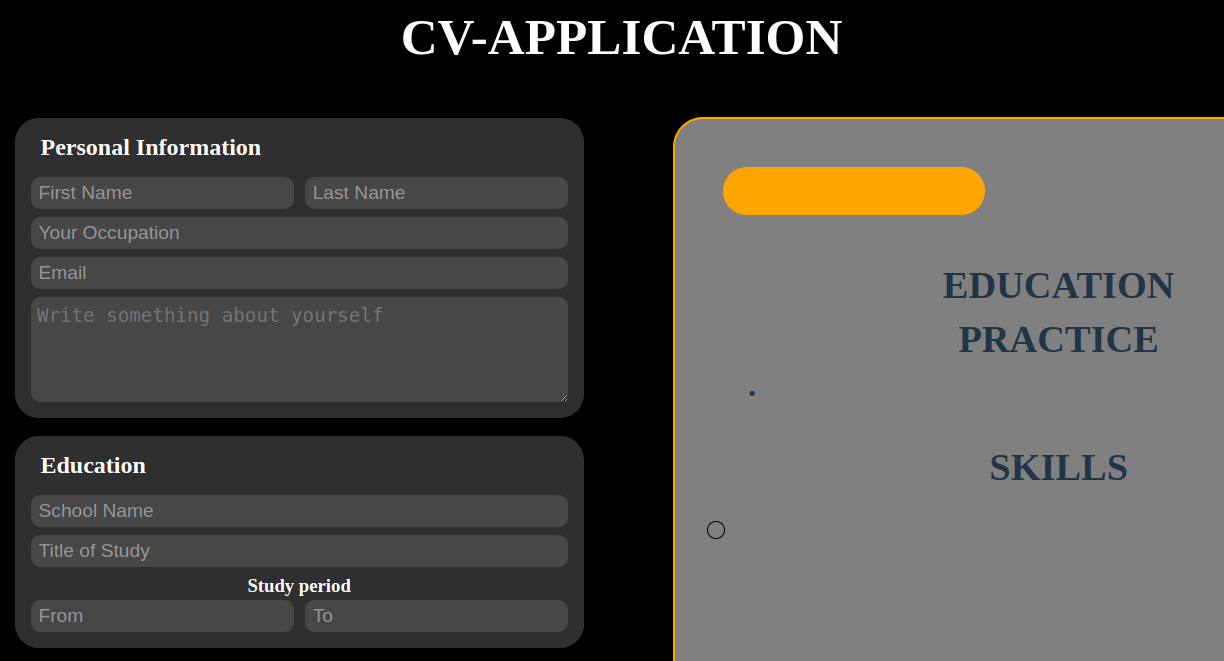 CV-APPLICATION
Personal Information
First Name Last Name
Your Occupation
Email
Write something about yourself
Education
School Name
Title of Study
Study period
From To
EDUCATION
PRACTICE
SKILLS